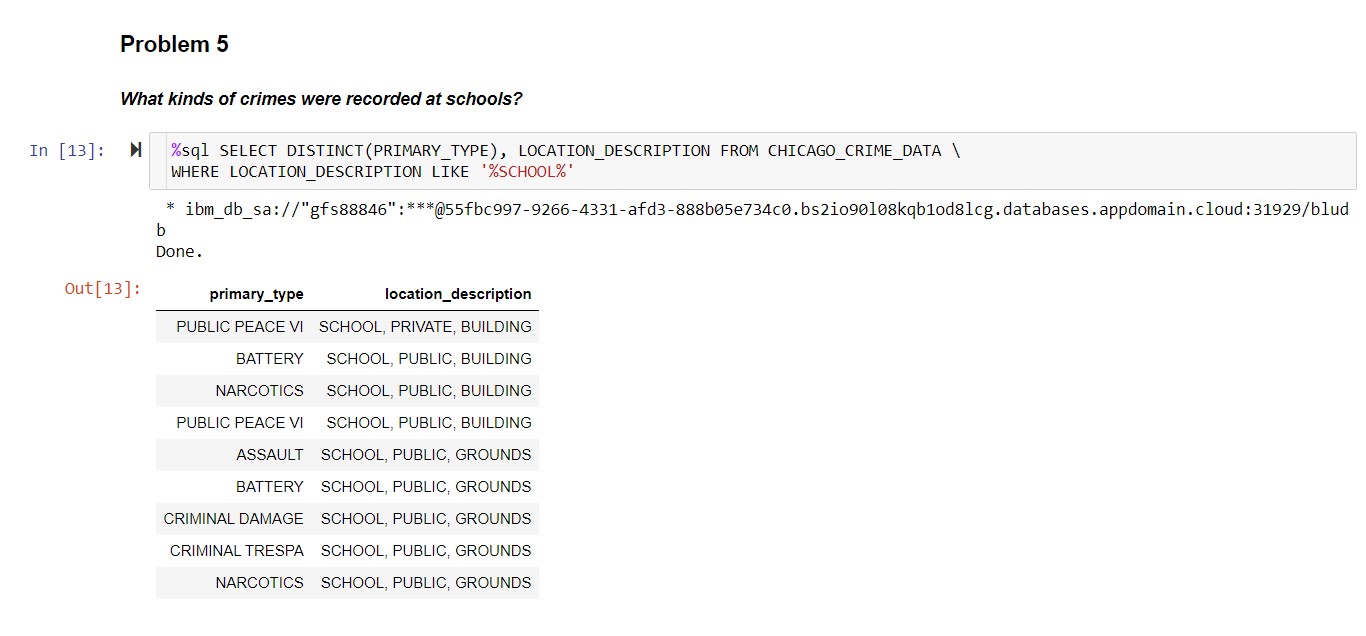 Problem 5
What kinds of crimes were recorded at schools?
In [13]: %sql SELECT DISTINCT(PRIMARY_TYPE), LOCATION_DESCRIPTION FROM CHICAGO_CRIME_DATA \
WHERE LOCATION_DESCRIPTION LIKE '%SCHOOL%'
* ibm_db_sa://"gfs88846":***@55fbc997-9266-4331-afd3-888b05e734c0.bs2io90l08kqb1od8lcg.databases.appdomain.cloud:31929/blud
b
Done.
Out[13]: primary_type location_description
PUBLIC PEACE VI SCHOOL, PRIVATE, BUILDING
BATTERY SCHOOL, PUBLIC, BUILDING
NARCOTICS SCHOOL, PUBLIC, BUILDING
PUBLIC PEACE VI SCHOOL, PUBLIC, BUILDING
ASSAULT SCHOOL, PUBLIC, GROUNDS
BATTERY SCHOOL, PUBLIC, GROUNDS
CRIMINAL DAMAGE SCHOOL, PUBLIC, GROUNDS
CRIMINAL TRESPA SCHOOL, PUBLIC, GROUNDS
NARCOTICS SCHOOL, PUBLIC, GROUNDS